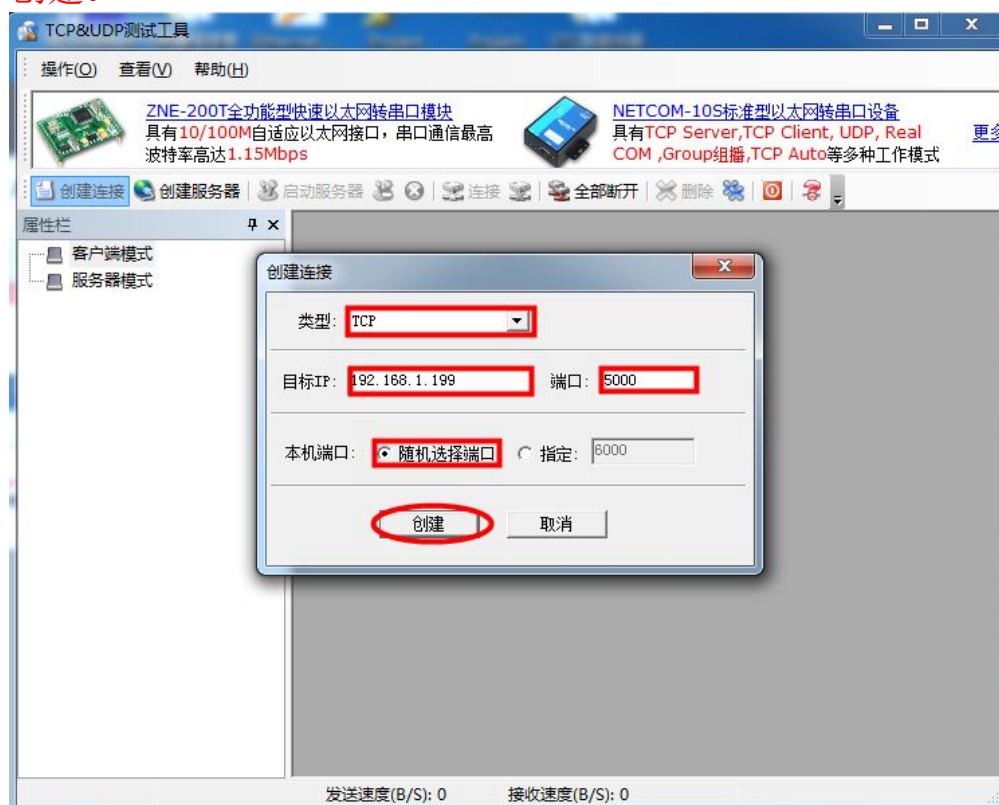 创建.
TCP&UDP测试工具
操作(O) 查看(V) 帮助(H)
ZNE-200T全功能型快速以太网转串口模块
具有10/100M自适应以太网接口，串口通信最高
波特率高达1.15Mbps
NETCOM-10S标准型以太网转串口设备
具有TCP Server,TCP Client, UDP, Real
COM ,Group组播,TCP Auto等多种工作模式
更多
创建连接 创建服务器 启动服务器 连接 全部断开 删除
属性栏
客户端模式
服务器模式
创建连接
类型: TCP
目标IP: 192.168.1.199 端口: 5000
本机端口: 随机选择端口 指定: 6000
创建 取消
发送速度(B/S): 0 接收速度(B/S): 0